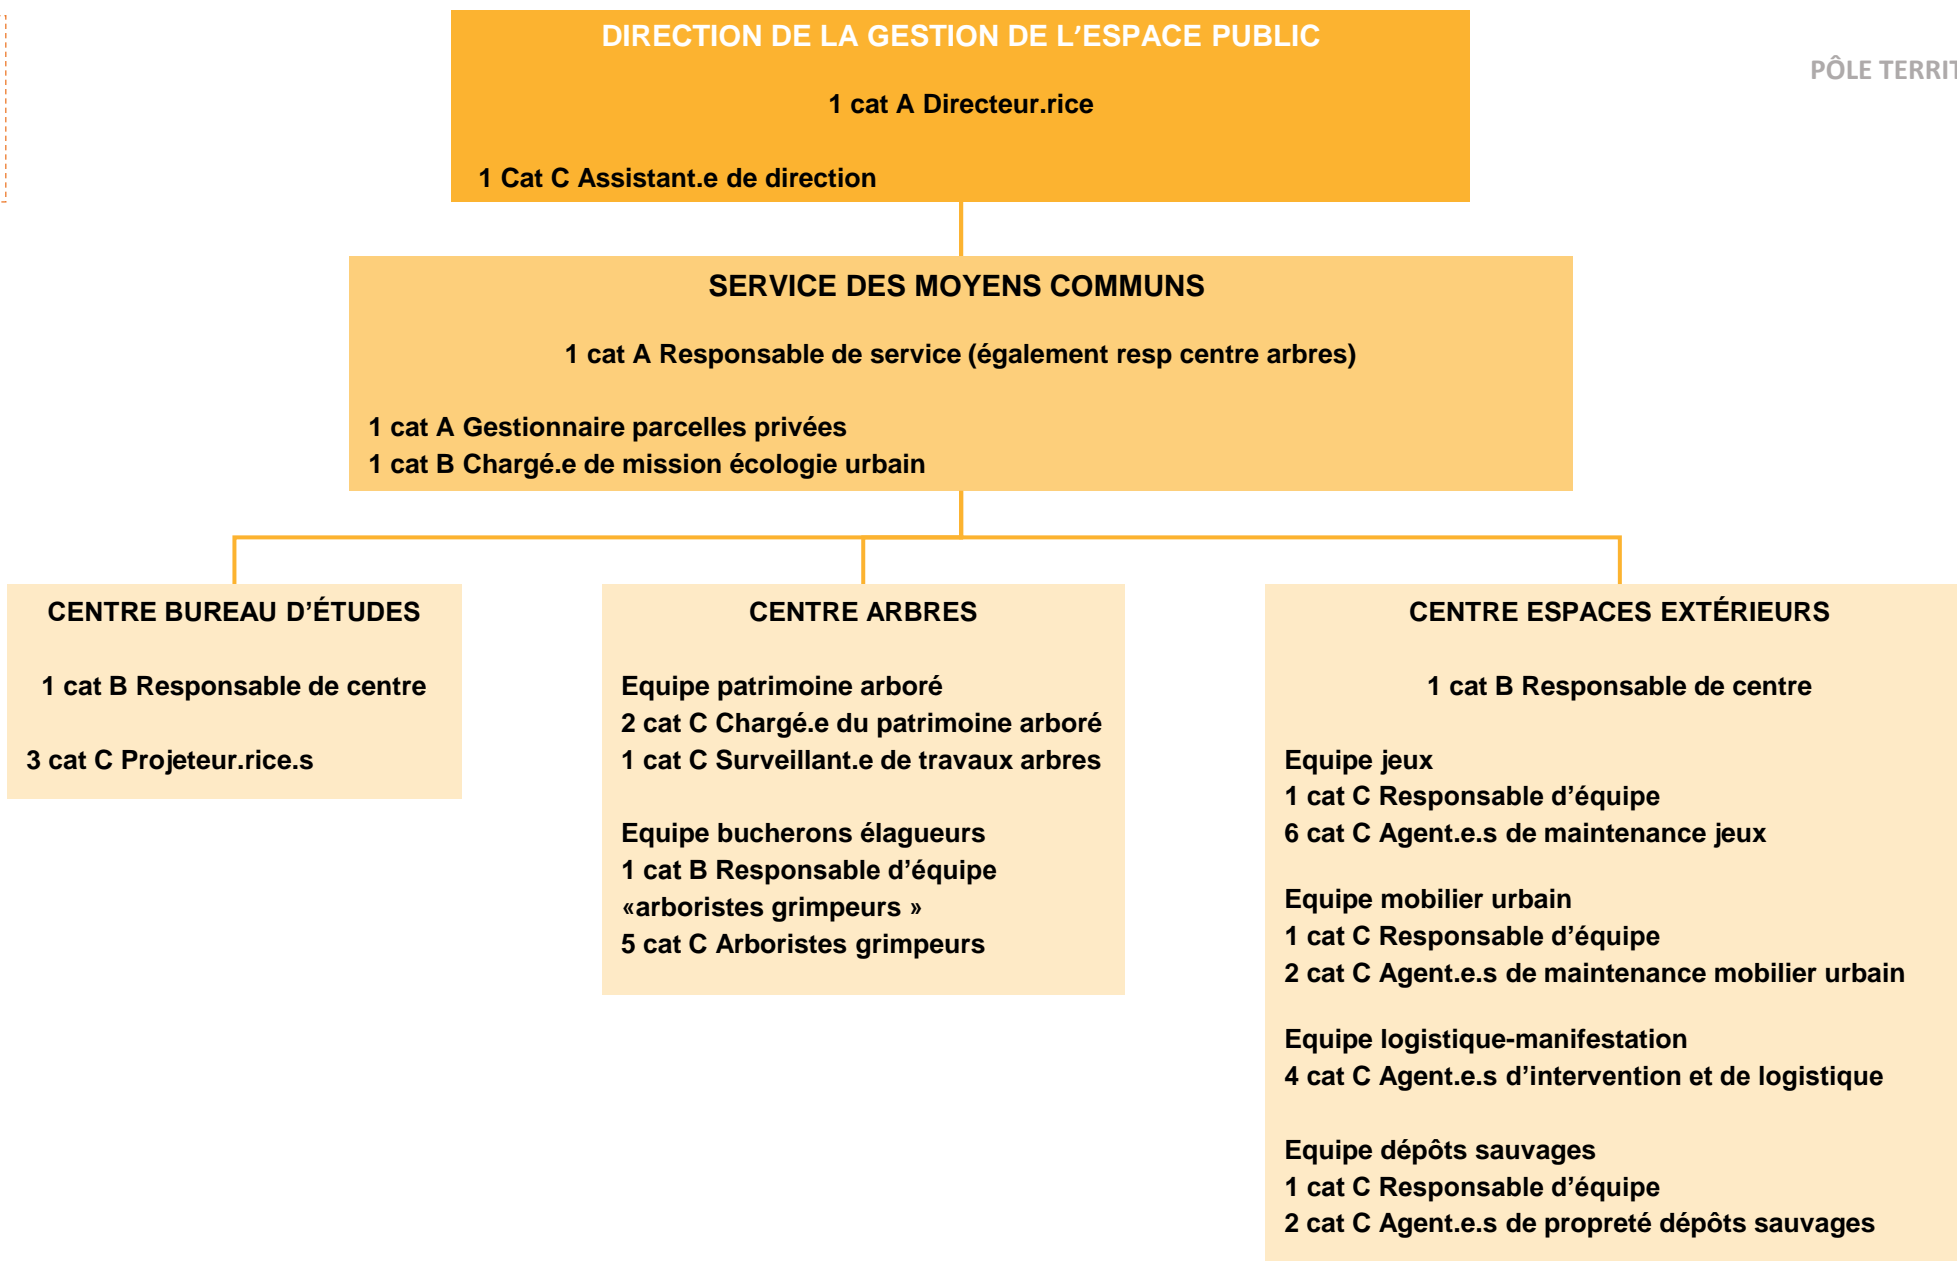 DIRECTION DE LA GESTION DE L'ESPACE PUBLIC
1 cat A Directeur.rice
1 Cat C Assistant.e de direction
PÔLE TERRIT
SERVICE DES MOYENS COMMUNS
1 cat A Responsable de service (également resp centre arbres)
1 cat A Gestionnaire parcelles privées
1 cat B Chargé.e de mission écologie urbain
CENTRE BUREAU D'ÉTUDES
1 cat B Responsable de centre
3 cat C Projeteur.rice.s
CENTRE ARBRES
Equipe patrimoine arboré
2 cat C Chargé.e du patrimoine arboré
1 cat C Surveillant.e de travaux arbres
Equipe bucherons élagueurs
1 cat B Responsable d'équipe
«arboristes grimpeurs »
5 cat C Arboristes grimpeurs
CENTRE ESPACES EXTÉRIEURS
1 cat B Responsable de centre
Equipe jeux
1 cat C Responsable d'équipe
6 cat C Agent.e.s de maintenance jeux
Equipe mobilier urbain
1 cat C Responsable d'équipe
2 cat C Agent.e.s de maintenance mobilier urbain
Equipe logistique-manifestation
4 cat C Agent.e.s d'intervention et de logistique
Equipe dépôts sauvages
1 cat C Responsable d'équipe
2 cat C Agent.e.s de propreté dépôts sauvages